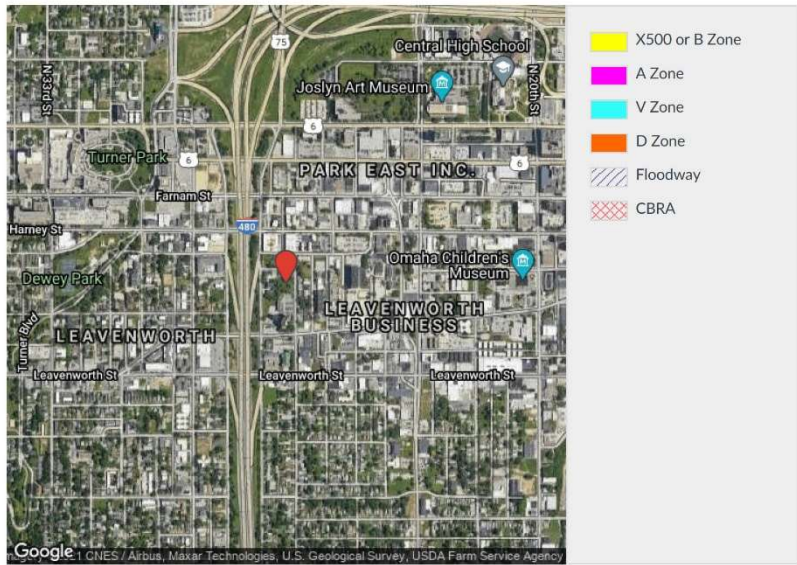 75
Central High School
N 33rd St
Joslyn Art Museum
N 20th St
6
Turner Park
6
PARK EAST INC.
6
Farnam St
Harney St
480
Omaha Children's
Museum
Dewey Park
LEAVENWORTH
BUSINESS
LEAVENWORTH
Turner Blvd
Leavenworth St
Leavenworth St
Leavenworth St
Google
CNES / Airbus, Maxar Technologies, U.S. Geological Survey, USDA Farm Service Agency
X500 or B Zone
A Zone
V Zone
D Zone
Floodway
CBRA